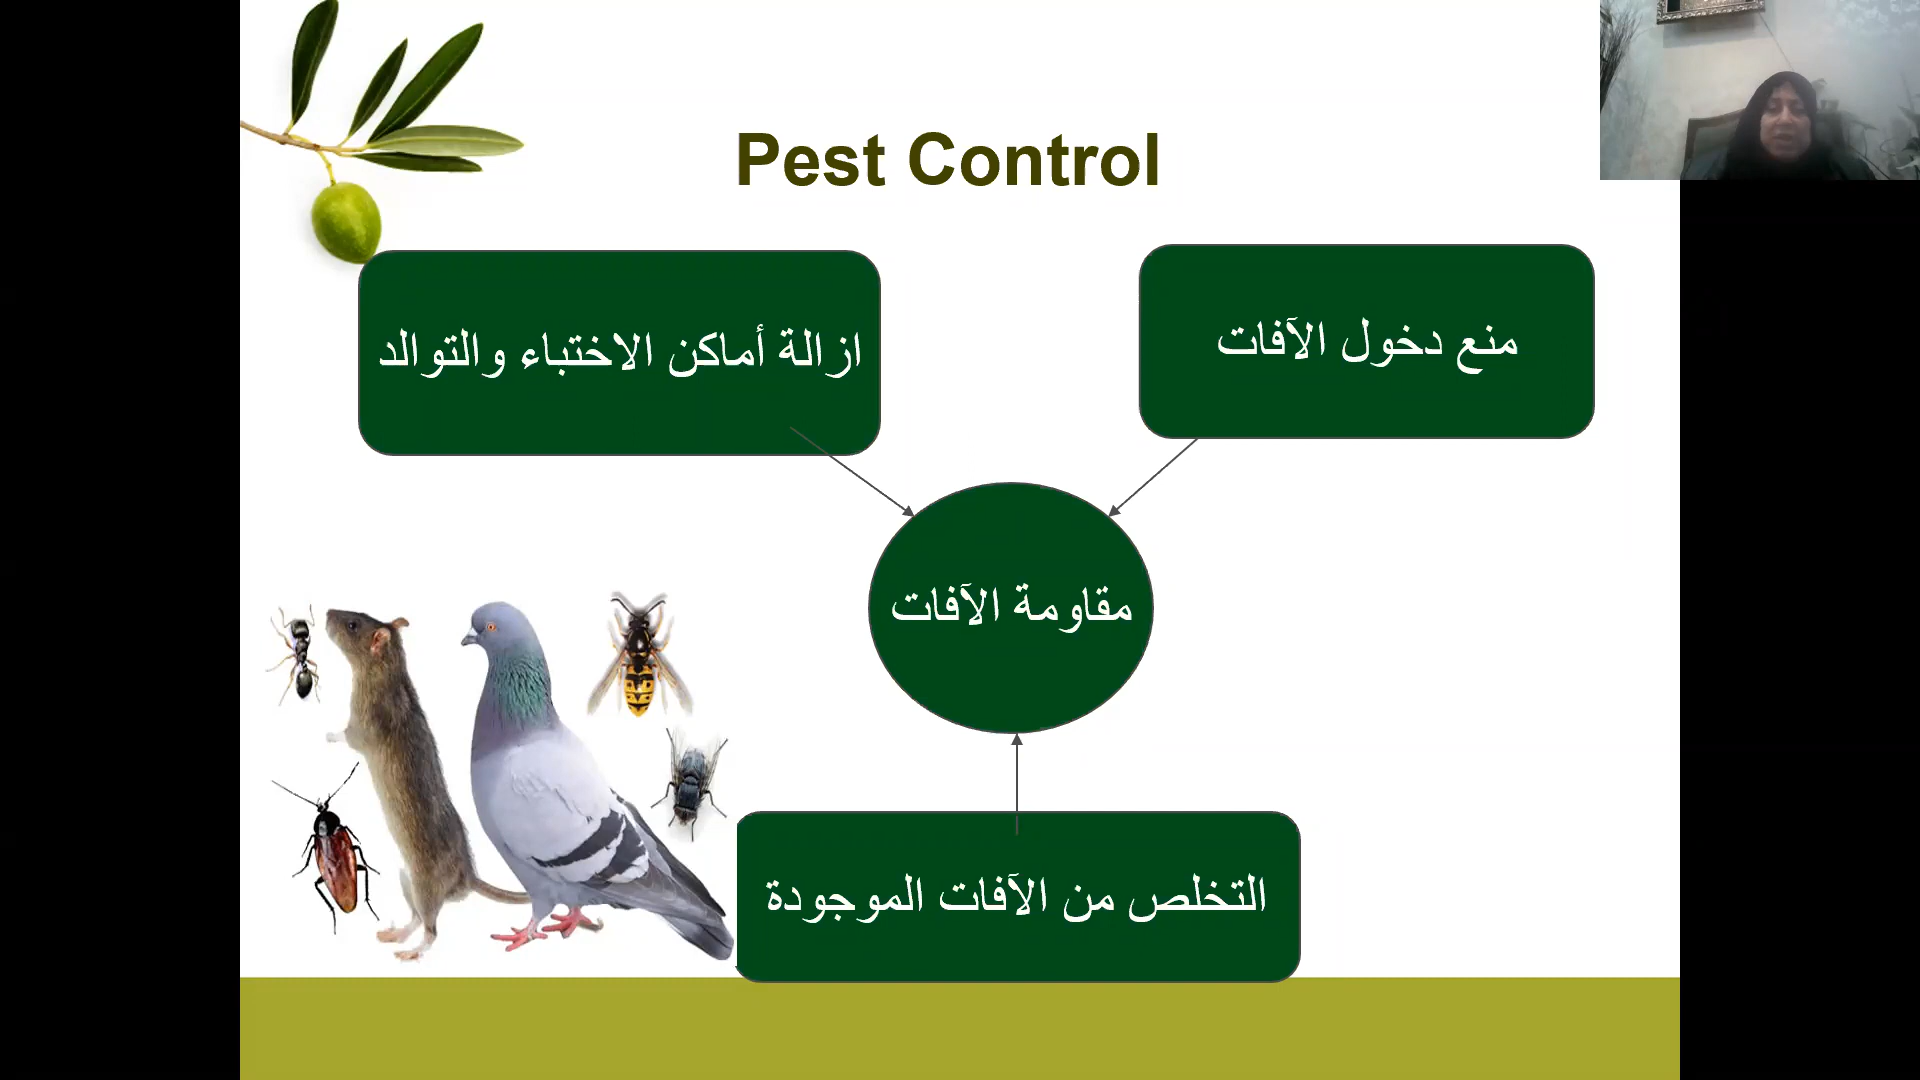 Pest Control
منع دخول الآفات
ازالة أماكن الاختباء والتوالد
مقاومة الآفات
التخلص من الآفات الموجودة